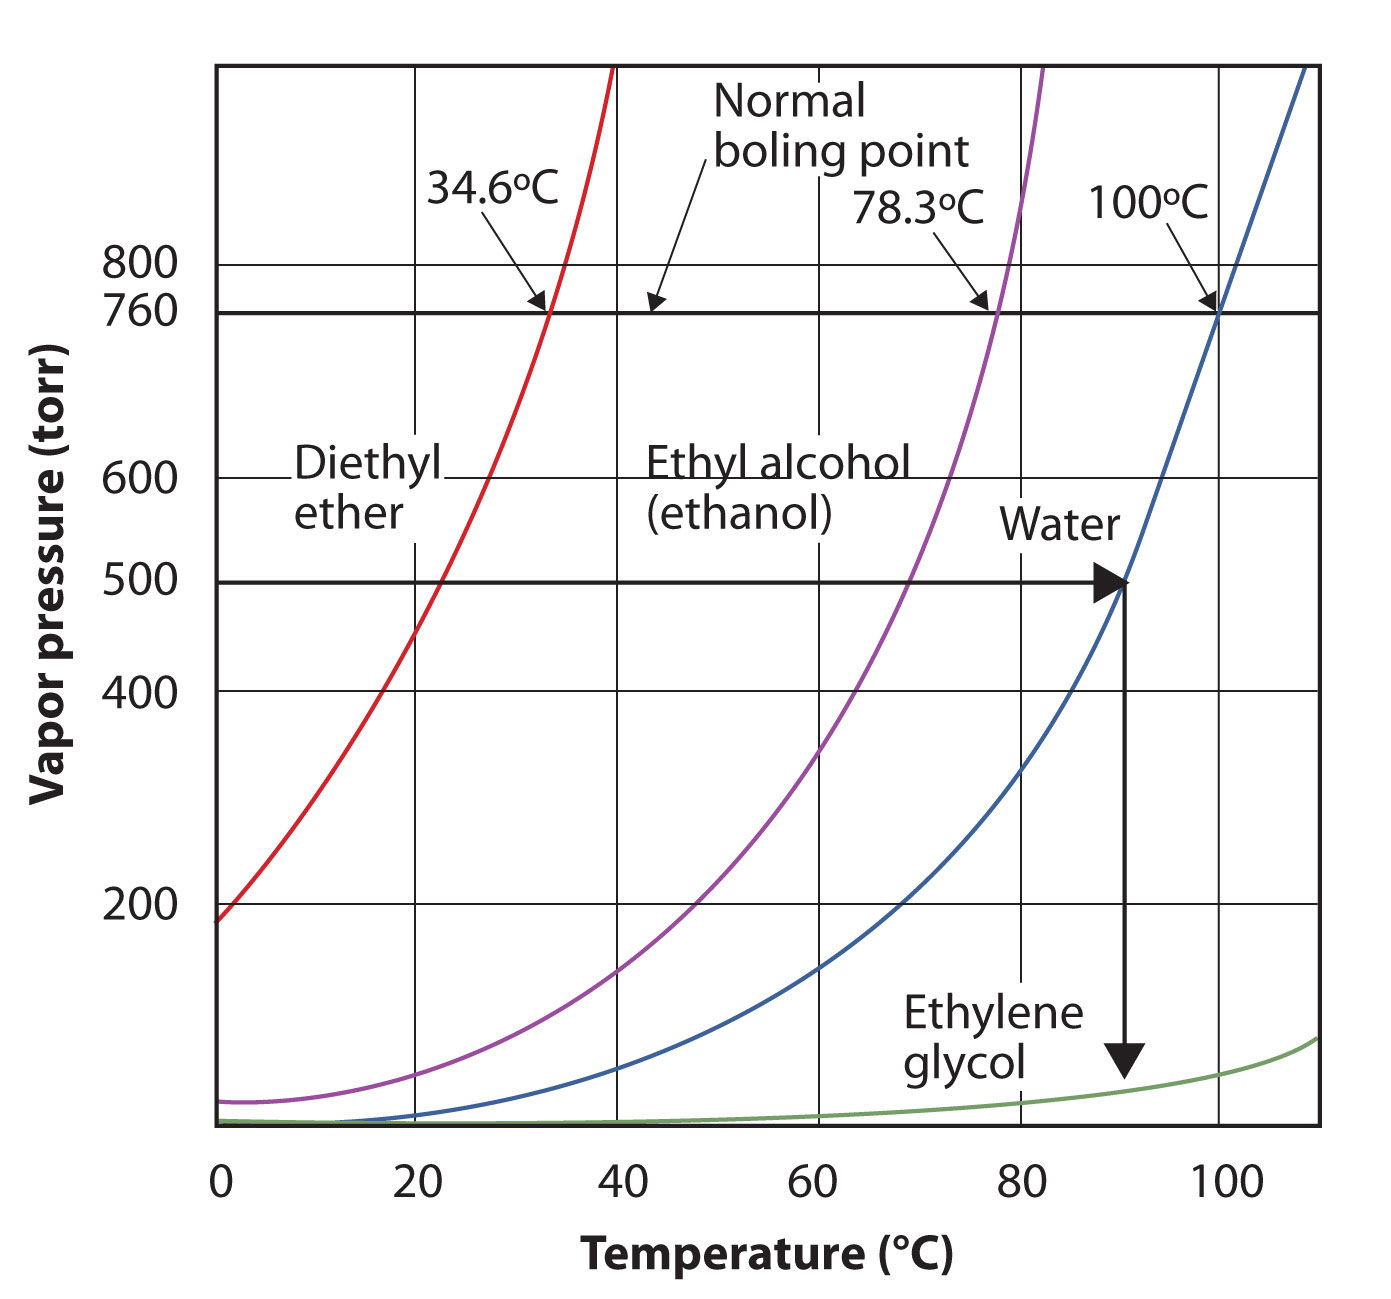 Normal
boling point
34.6ºC
78.3ºC
100ºC
800
760
600
500
400
200
Vapor pressure (torr)
Diethyl
ether
Ethyl alcohol
(ethanol)
Water
Ethylene
glycol
0
20
40
60
80
100
Temperature (°C)